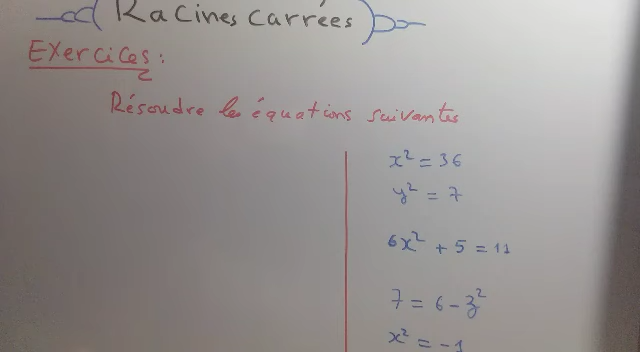 Racines carrées
Exercices :
Résoudre les équations suivantes
x² = 36
y² = 7
6x² + 5 = 11
7 = 6 - z²
x² = -1